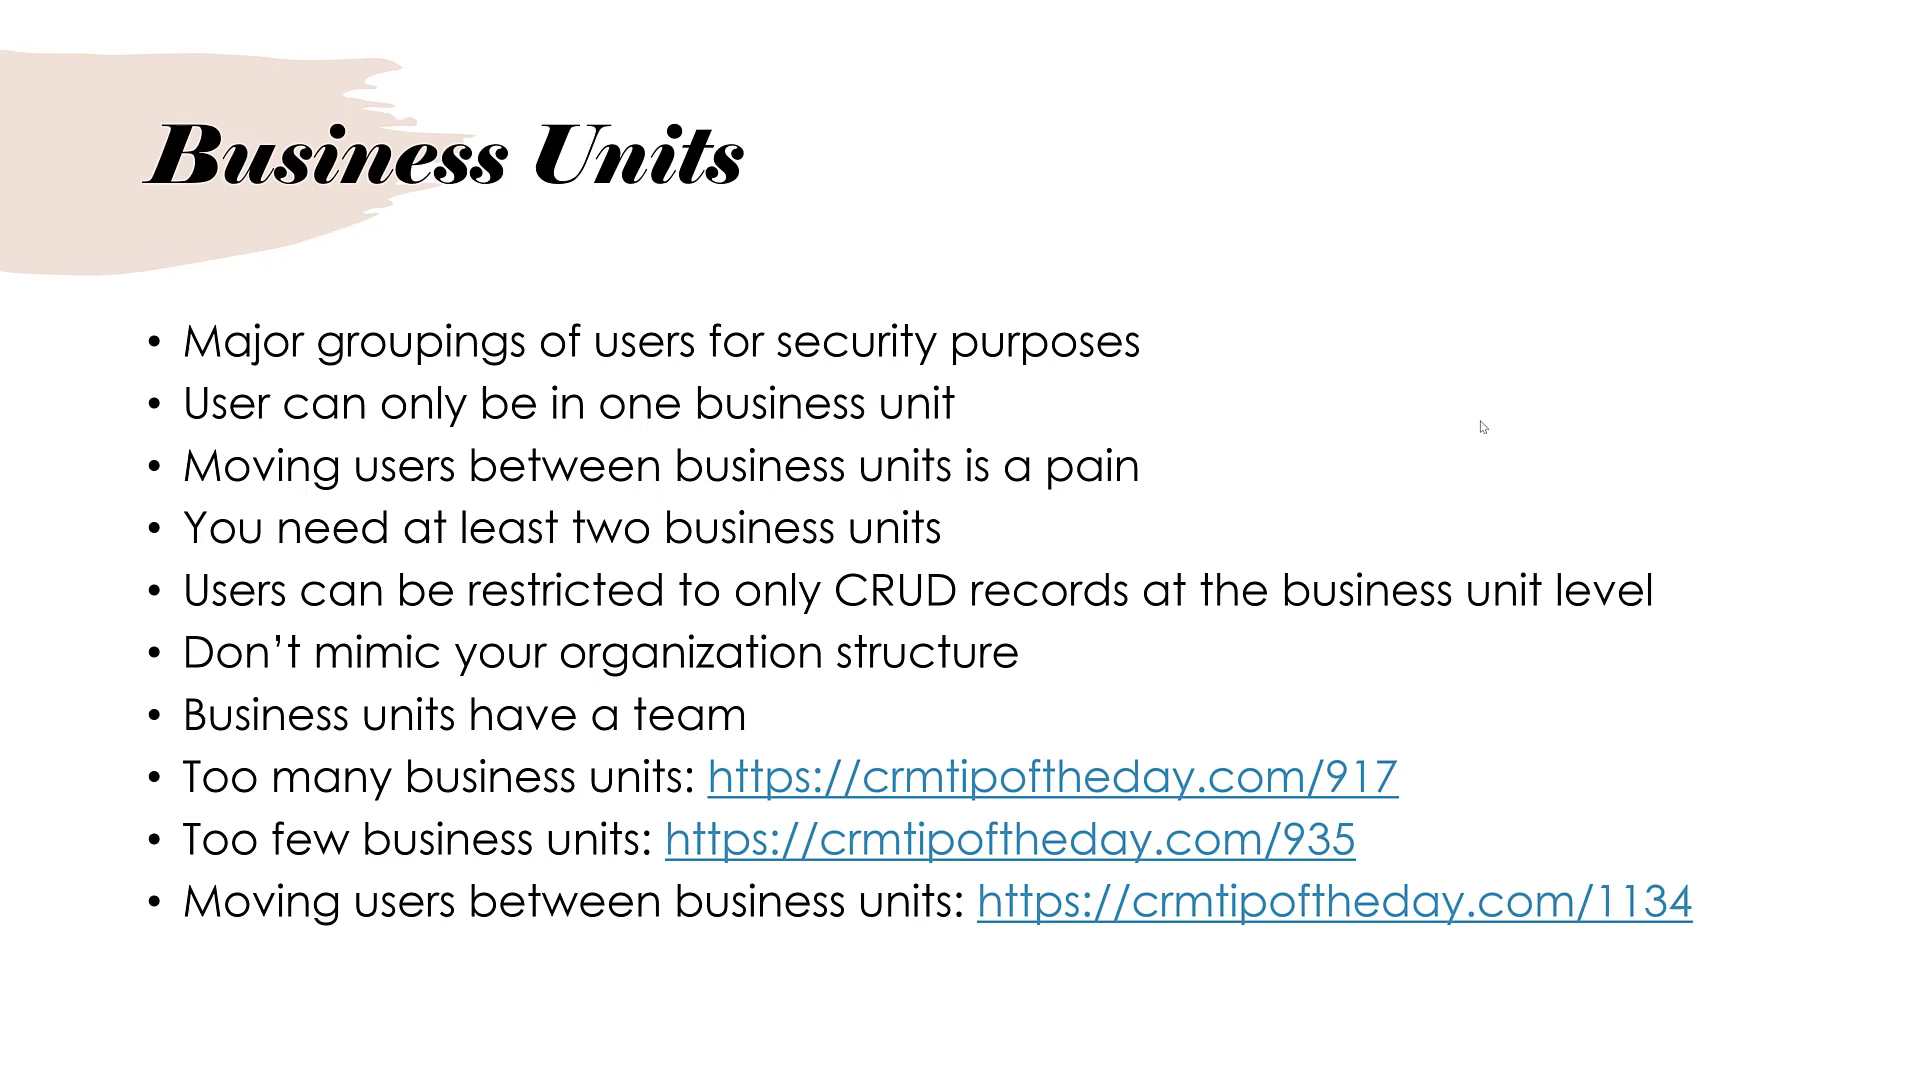 Business Units
• Major groupings of users for security purposes
• User can only be in one business unit
• Moving users between business units is a pain
• You need at least two business units
• Users can be restricted to only CRUD records at the business unit level
• Don’t mimic your organization structure
• Business units have a team
• Too many business units: https://crmtipoftheday.com/917
• Too few business units: https://crmtipoftheday.com/935
• Moving users between business units: https://crmtipoftheday.com/1134